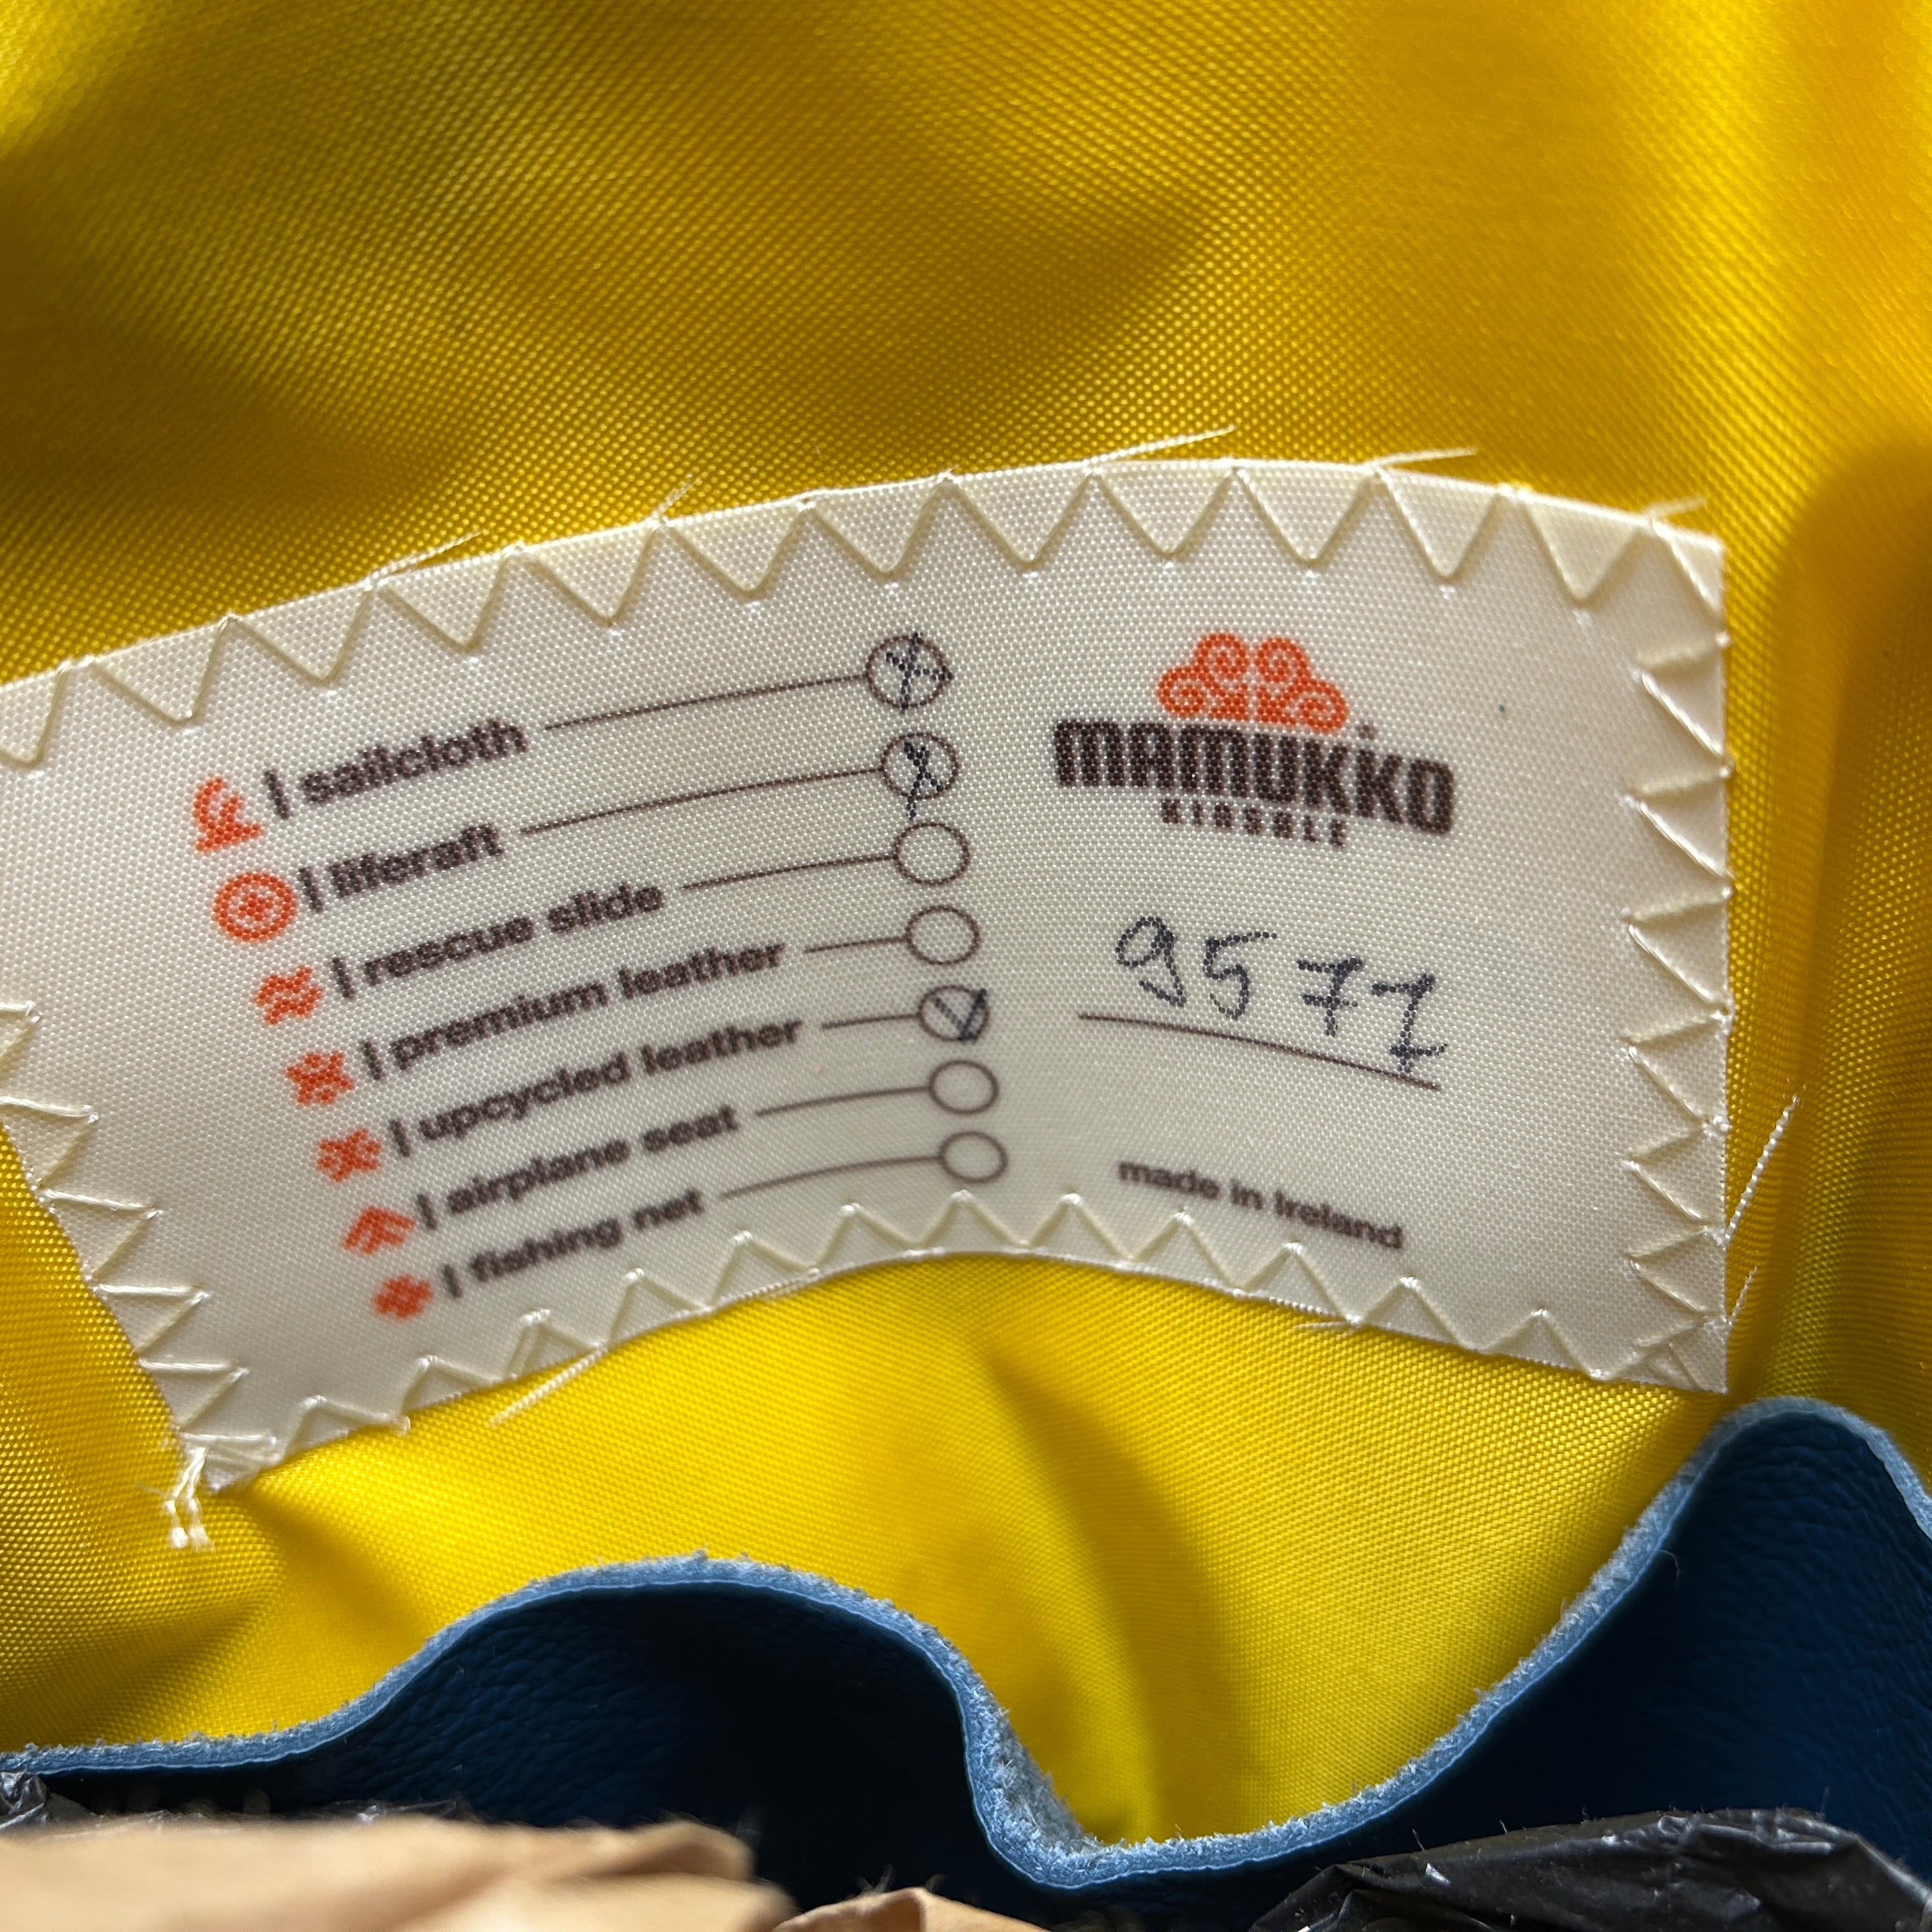 | sailcloth
| liferaft
| rescue slide
| premium leather
| upcycled leather
| airplane seat
| fishing net
MAMUKKO
KINSALE
9577
made in Ireland